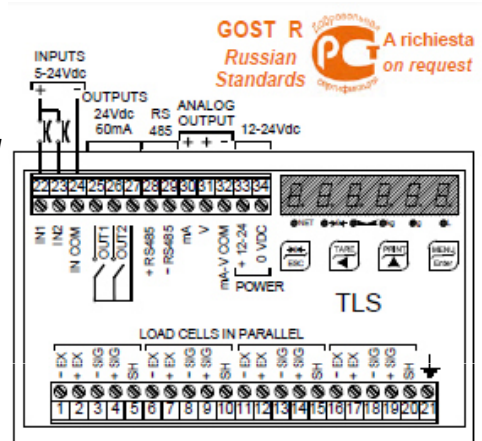 GOST R
Russian
Standards
Добровольная
сертификация
A richiesta
on request
INPUTS
5-24Vdc
+ -
OUTPUTS
24Vdc
60mA
RS
485
ANALOG
OUTPUT
+ + -
12-24Vdc
22 23 24 25 26 27 28 29 30 31 32 33 34
IN1
IN2
IN COM
OUT1
OUT2
+ RS485
- RS485
mA
V
mA- V COM
+ 12-24
0 VDC
POWER
NET
kg
g
L
ESC
TARE
PRINT
MENU
Enter
TLS
LOAD CELLS IN PARALLEL
- EX
+ EX
- SIG
+ SIG
SH
- EX
+ EX
- SIG
+ SIG
SH
- EX
+ EX
- SIG
+ SIG
SH
- EX
+ EX
- SIG
+ SIG
SH
1 2 3 4 5 6 7 8 9 10 11 12 13 14 15 16 17 18 19 20 21